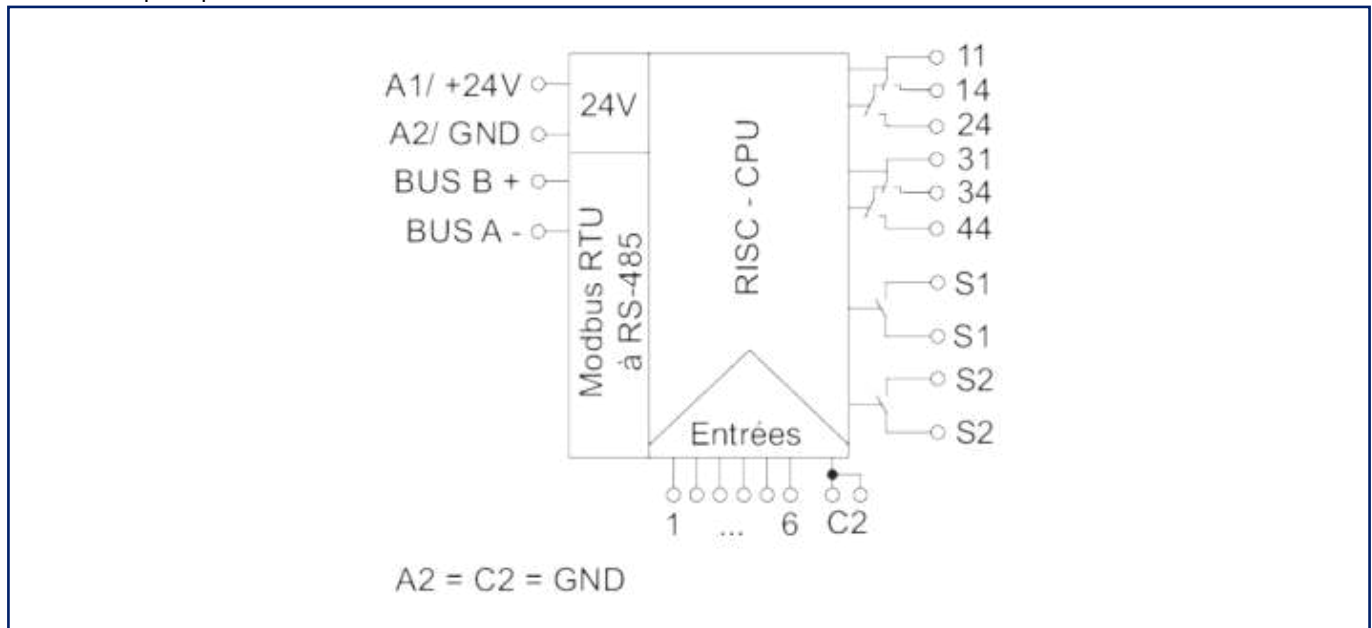 A1/ +24V
A2/ GND
BUS B +
BUS A -
24V
Modbus RTU
à RS-485
RISC - CPU
Entrées
11
14
24
31
34
44
S1
S1
S2
S2
1 ... 6 C2
A2 = C2 = GND